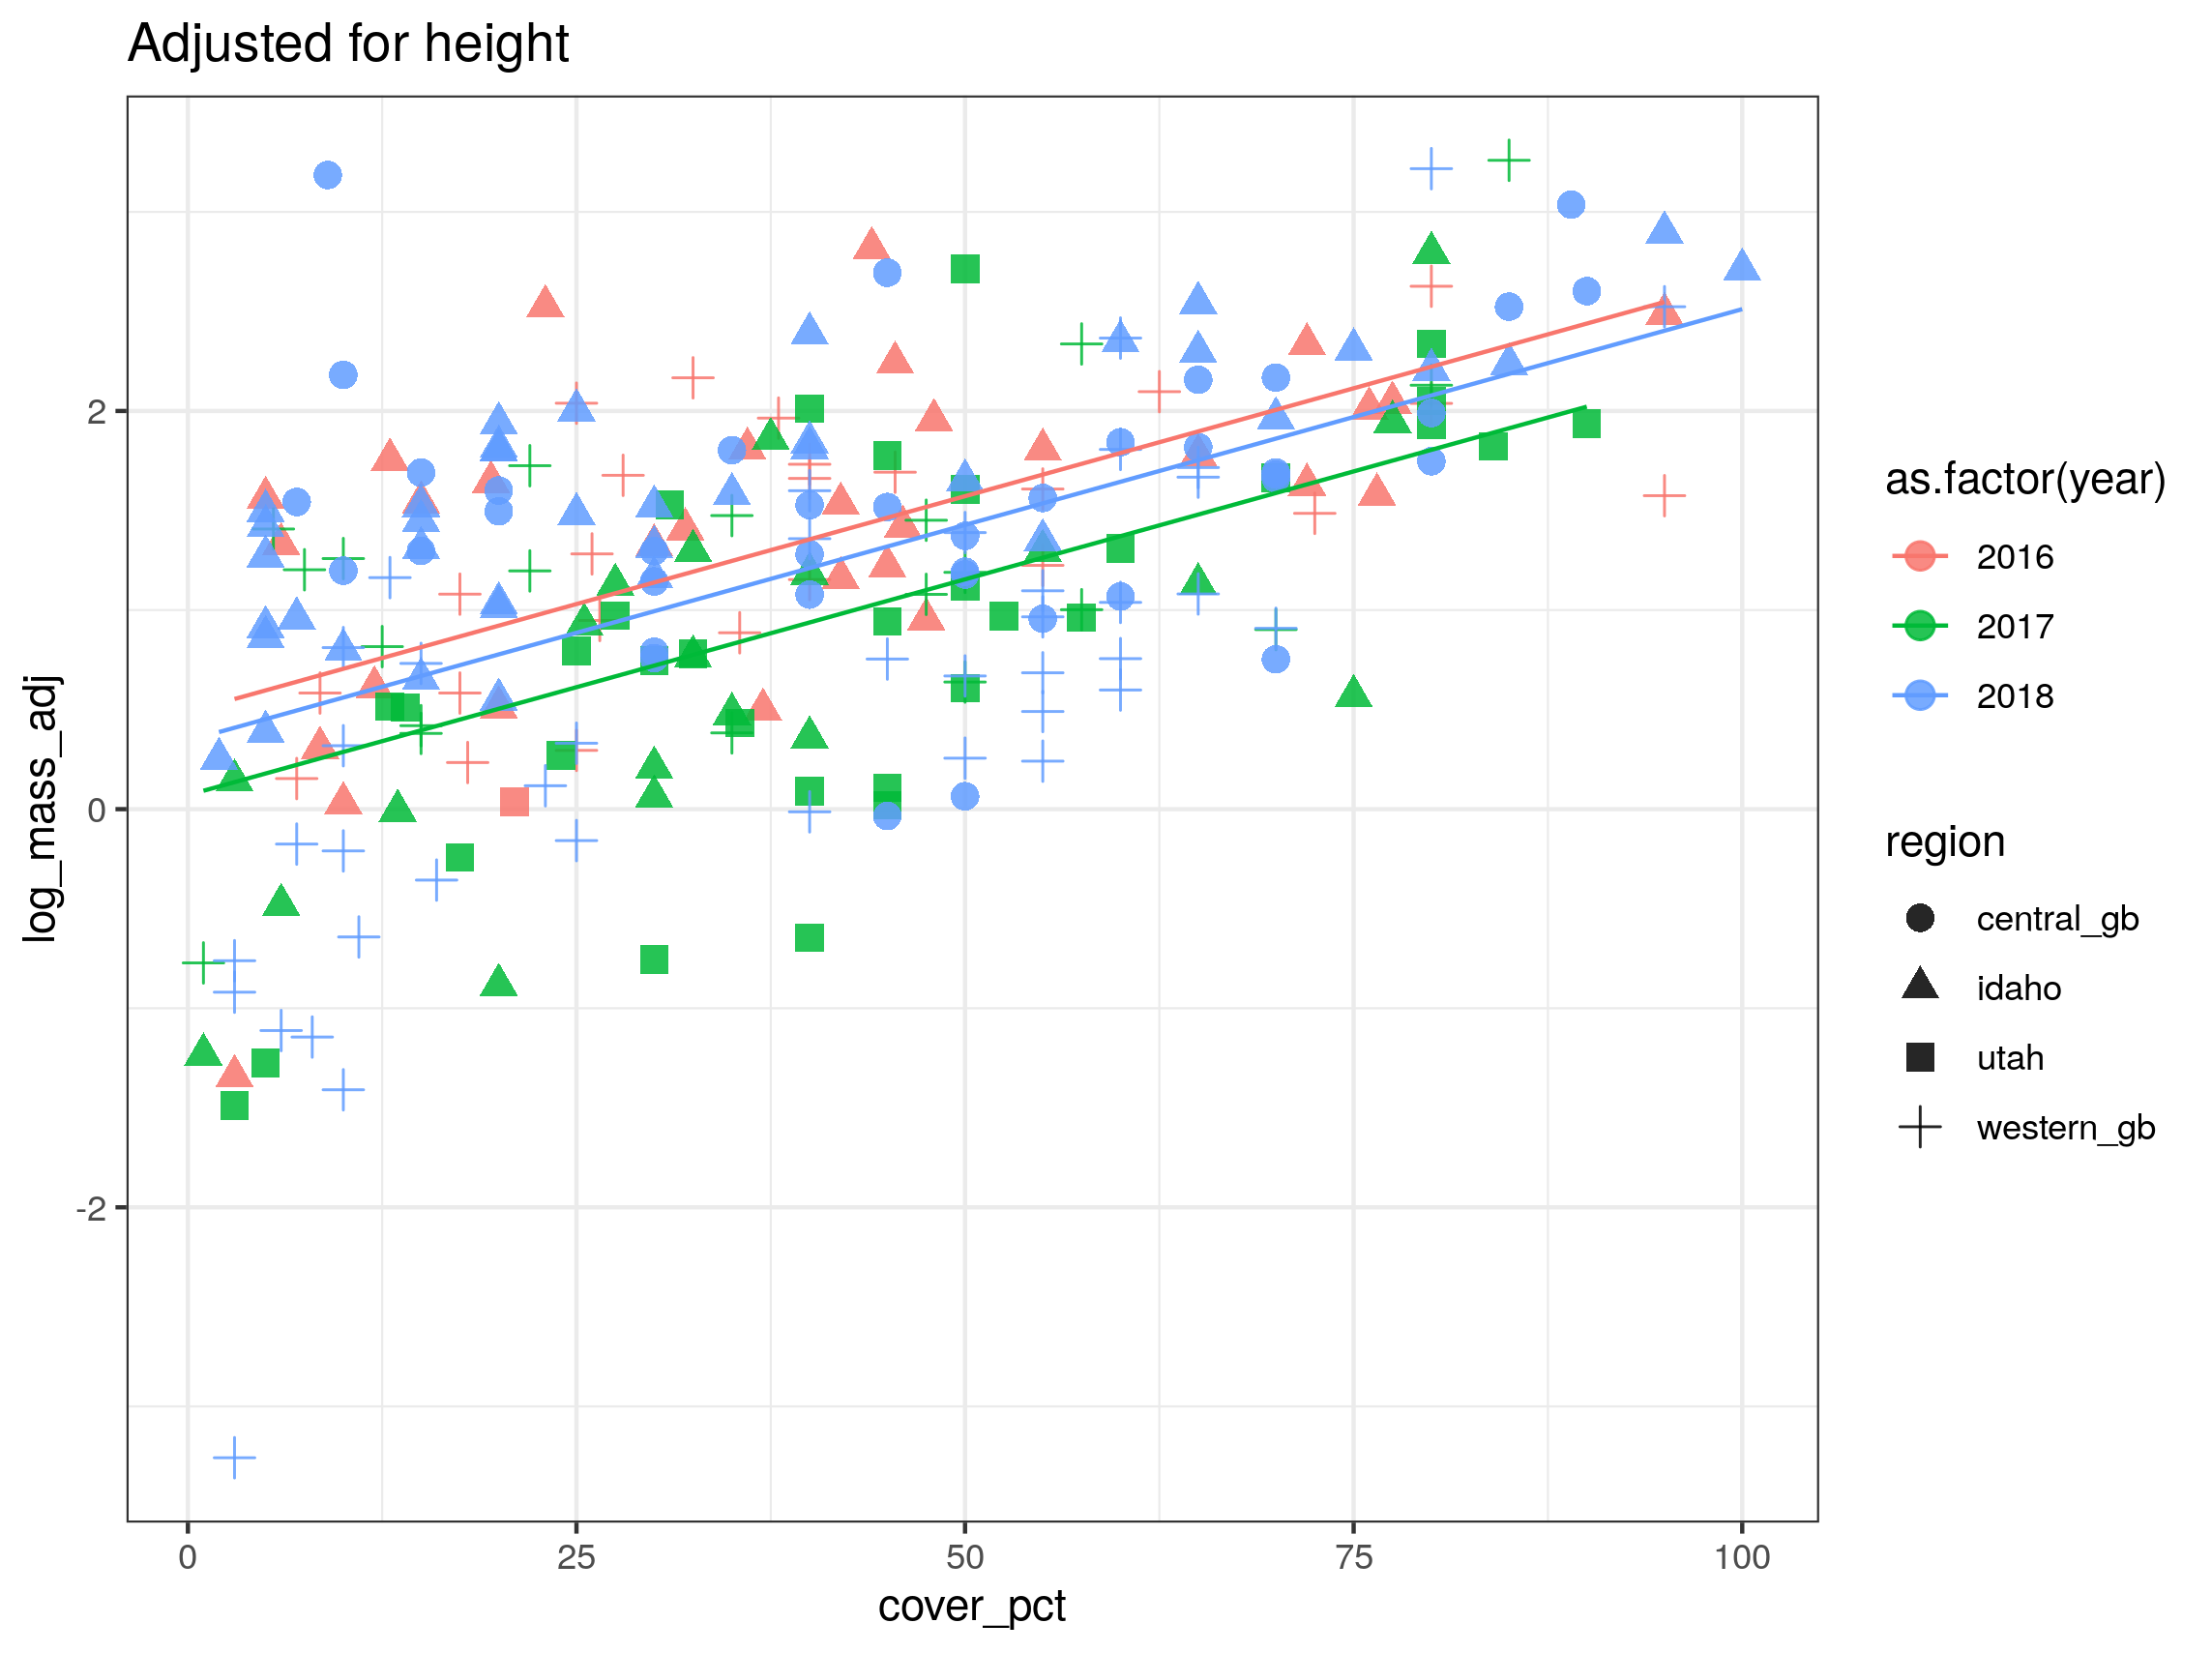 Adjusted for height
log_mass_adj
2
0
-2
0
25
50
75
100
cover_pct
as.factor(year)
2016
2017
2018
region
central_gb
idaho
utah
western_gb